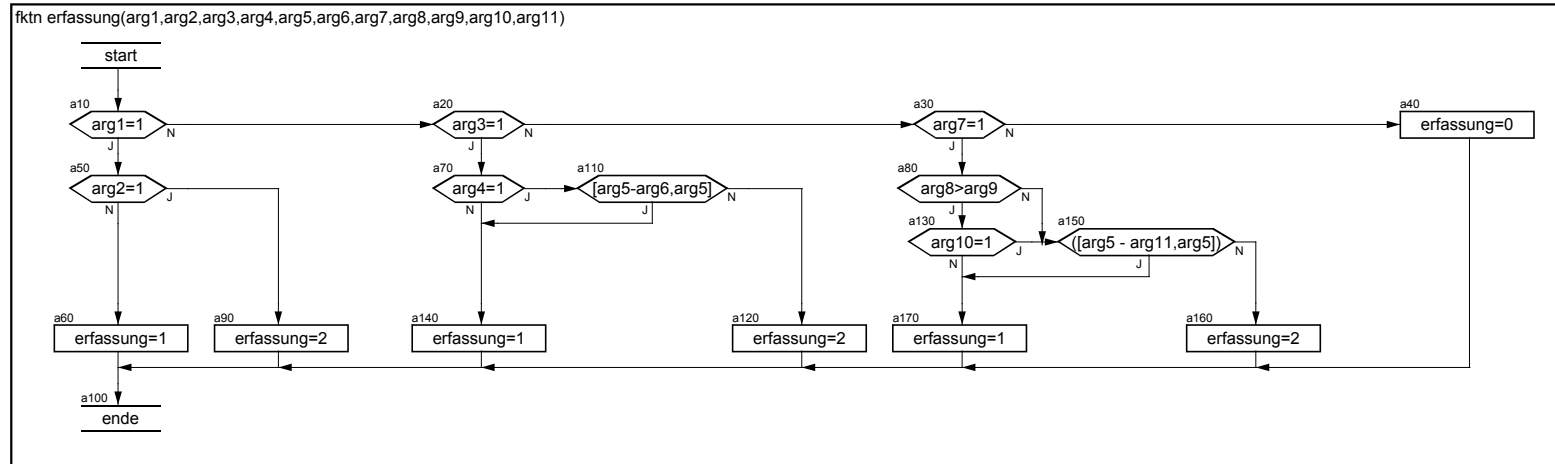 fktn erfassung(arg1,arg2,arg3,arg4,arg5,arg6,arg7,arg8,arg9,arg10,arg11)
start
a10
arg1=1
N
J
a20
arg3=1
N
J
a30
arg7=1
N
J
a40
erfassung=0
a50
arg2=1
J
N
a70
arg4=1
J
N
a110
[arg5-arg6,arg5]
N
J
a80
arg8>arg9
N
J
a130
arg10=1
J
N
a150
([arg5 - arg11,arg5])
N
J
a60
erfassung=1
a90
erfassung=2
a140
erfassung=1
a120
erfassung=2
a170
erfassung=1
a160
erfassung=2
a100
ende